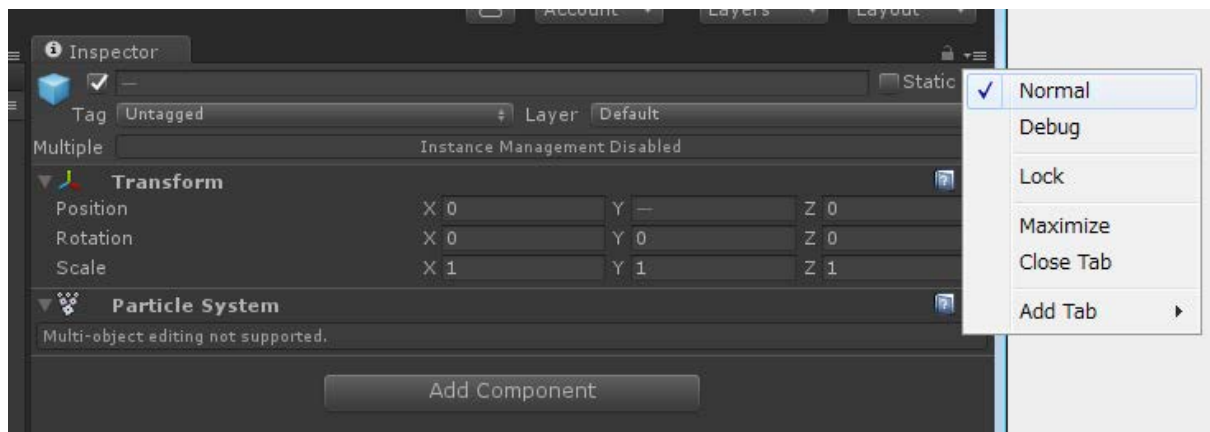 Account Layers Layout
Inspector
— Static
Tag Untagged Layer Default
Multiple Instance Management Disabled
Transform
Position X 0 Y — Z 0
Rotation X 0 Y 0 Z 0
Scale X 1 Y 1 Z 1
Particle System
Multi-object editing not supported.
Add Component
Normal
Debug
Lock
Maximize
Close Tab
Add Tab